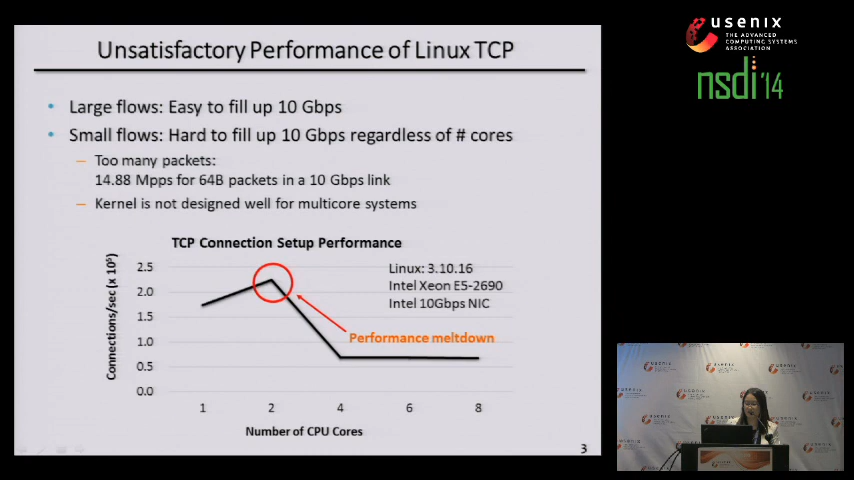 Unsatisfactory Performance of Linux TCP
• Large flows: Easy to fill up 10 Gbps
• Small flows: Hard to fill up 10 Gbps regardless of # cores
– Too many packets:
14.88 Mpps for 64B packets in a 10 Gbps link
– Kernel is not designed well for multicore systems
TCP Connection Setup Performance
Connections/sec (x 10⁵)
2.5
2.0
1.5
1.0
0.5
0.0
Linux: 3.10.16
Intel Xeon E5-2690
Intel 10Gbps NIC
Performance meltdown
1 2 4 6 8
Number of CPU Cores
3
usenix
THE ADVANCED
COMPUTING SYSTEMS
ASSOCIATION
nsdi '14
usenix
usenix
usenix
usenix